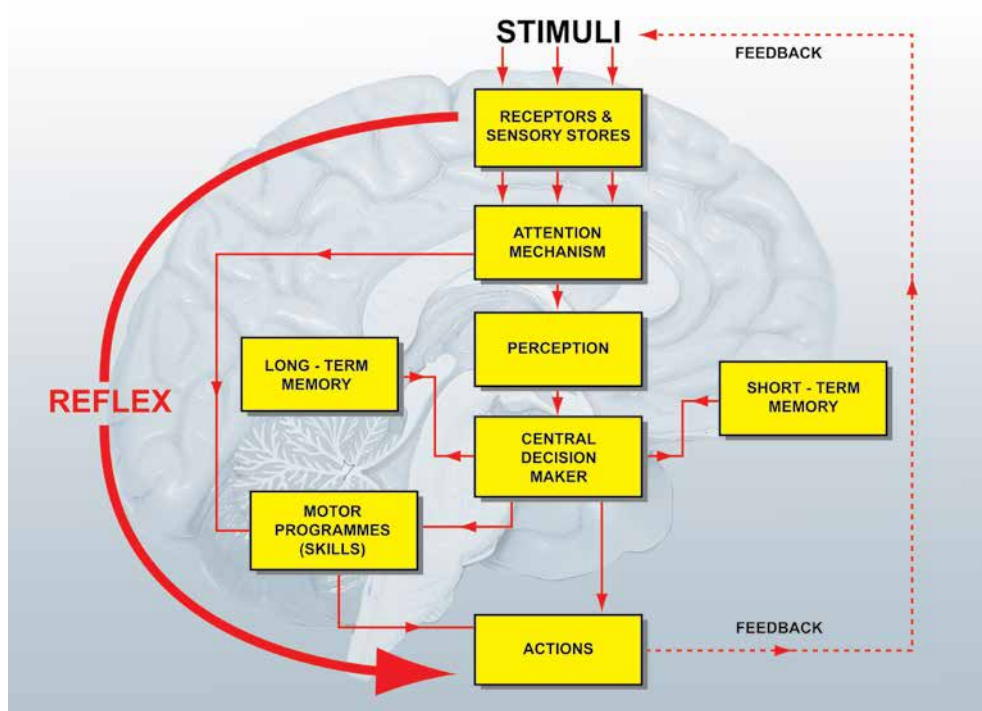 STIMULI
FEEDBACK
RECEPTORS &
SENSORY STORES
ATTENTION
MECHANISM
PERCEPTION
LONG - TERM
MEMORY
SHORT - TERM
MEMORY
REFLEX
CENTRAL
DECISION
MAKER
MOTOR
PROGRAMMES
(SKILLS)
ACTIONS
FEEDBACK